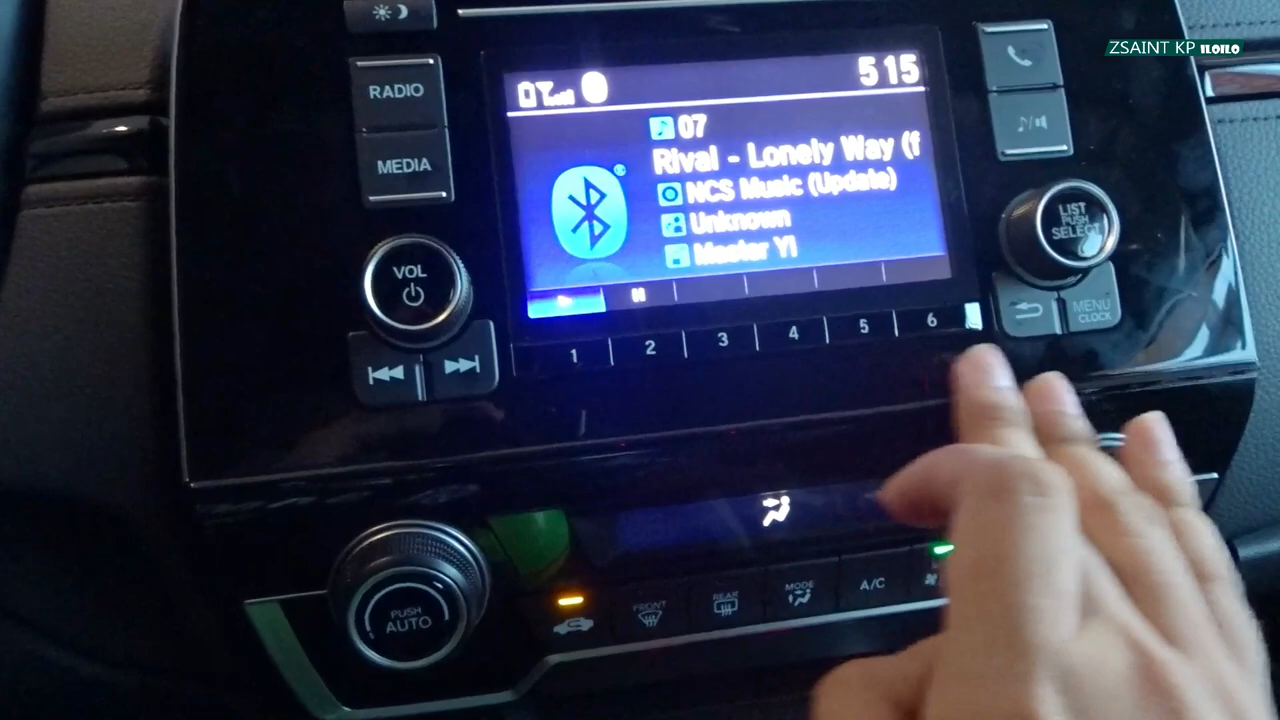 ZSAINT KP ILOILO
RADIO
MEDIA
VOL
515
07
Rival - Lonely Way (f
NCS Music (Update)
Unknown
Master Yi
1 2 3 4 5 6
LIST
PUSH
SELECT
MENU
CLOCK
PUSH
AUTO
FRONT
REAR
MODE
A/C